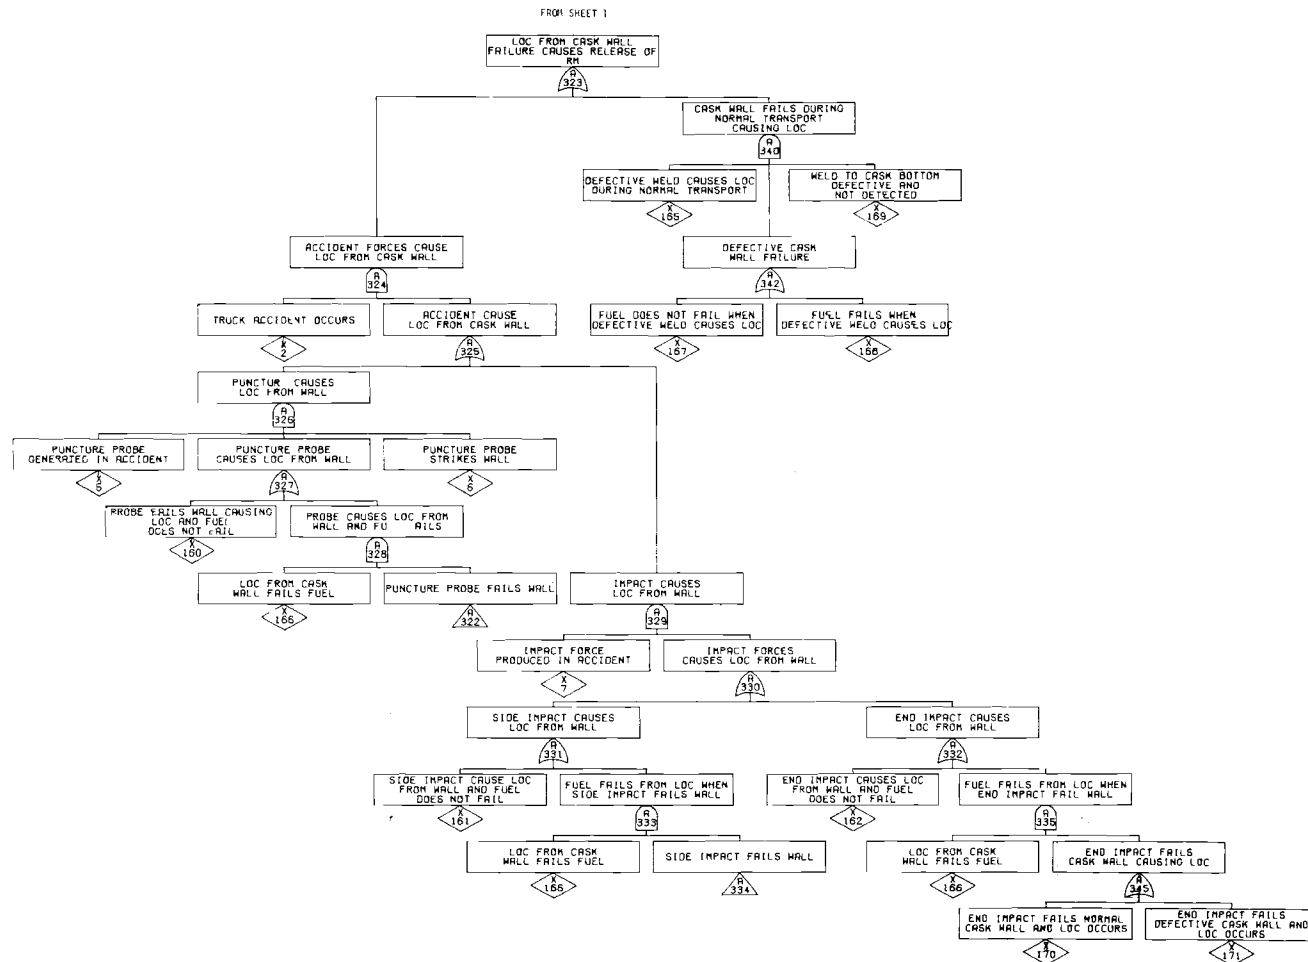 FROM SHEET 1
LOC FROM CASK WALL
FAILURE CAUSES RELEASE OF
RM
A
323
CASK WALL FAILS DURING
NORMAL TRANSPORT
CAUSING LOC
A
340
DEFECTIVE WELD CAUSES LOC
DURING NORMAL TRANSPORT
X
165
WELD TO CASK BOTTOM
DEFECTIVE AND
NOT DETECTED
X
169
ACCIDENT FORCES CAUSE
LOC FROM CASK WALL
A
324
DEFECTIVE CASK
WALL FAILURE
A
342
TRUCK ACCIDENT OCCURS
X
2
ACCIDENT CAUSE
LOC FROM CASK WALL
A
325
FUEL DOES NOT FAIL WHEN
DEFECTIVE WELD CAUSES LOC
X
167
FUEL FAILS WHEN
DEFECTIVE WELD CAUSES LOC
X
168
PUNCTUR CAUSES
LOC FROM WALL
A
326
PUNCTURE PROBE
GENERATED IN ACCIDENT
X
5
PUNCTURE PROBE
CAUSES LOC FROM WALL
A
327
PUNCTURE PROBE
STRIKES WALL
X
6
PROBE FAILS WALL CAUSING
LOC AND FUEL
DOES NOT FAIL
X
160
PROBE CAUSES LOC FROM
WALL AND FU AILS
A
328
LOC FROM CASK
WALL FAILS FUEL
X
166
PUNCTURE PROBE FAILS WALL
A
322
IMPACT CAUSES
LOC FROM WALL
A
329
IMPACT FORCE
PRODUCED IN ACCIDENT
X
7
IMPACT FORCES
CAUSES LOC FROM WALL
A
330
SIDE IMPACT CAUSES
LOC FROM WALL
A
331
END IMPACT CAUSES
LOC FROM WALL
A
332
SIDE IMPACT CAUSE LOC
FROM WALL AND FUEL
DOES NOT FAIL
X
161
FUEL FAILS FROM LOC WHEN
SIDE IMPACT FAILS WALL
A
333
END IMPACT CAUSES LOC
FROM WALL AND FUEL
DOES NOT FAIL
X
162
FUEL FAILS FROM LOC WHEN
END IMPACT FAIL WALL
A
335
LOC FROM CASK
WALL FAILS FUEL
X
166
SIDE IMPACT FAILS WALL
A
334
LOC FROM CASK
WALL FAILS FUEL
X
166
END IMPACT FAILS
CASK WALL CAUSING LOC
A
345
END IMPACT FAILS NORMAL
CASK WALL AND LOC OCCURS
X
170
END IMPACT FAILS
DEFECTIVE CASK WALL AND
LOC OCCURS
X
171